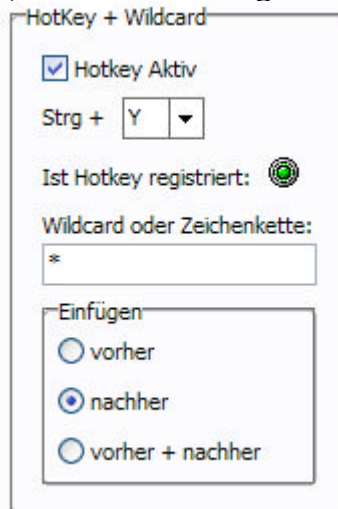 HotKey + Wildcard
Hotkey Aktiv
Strg + Y
Ist Hotkey registriert:
Wildcard oder Zeichenkette:
*
Einfügen
vorher
nachher
vorher + nachher